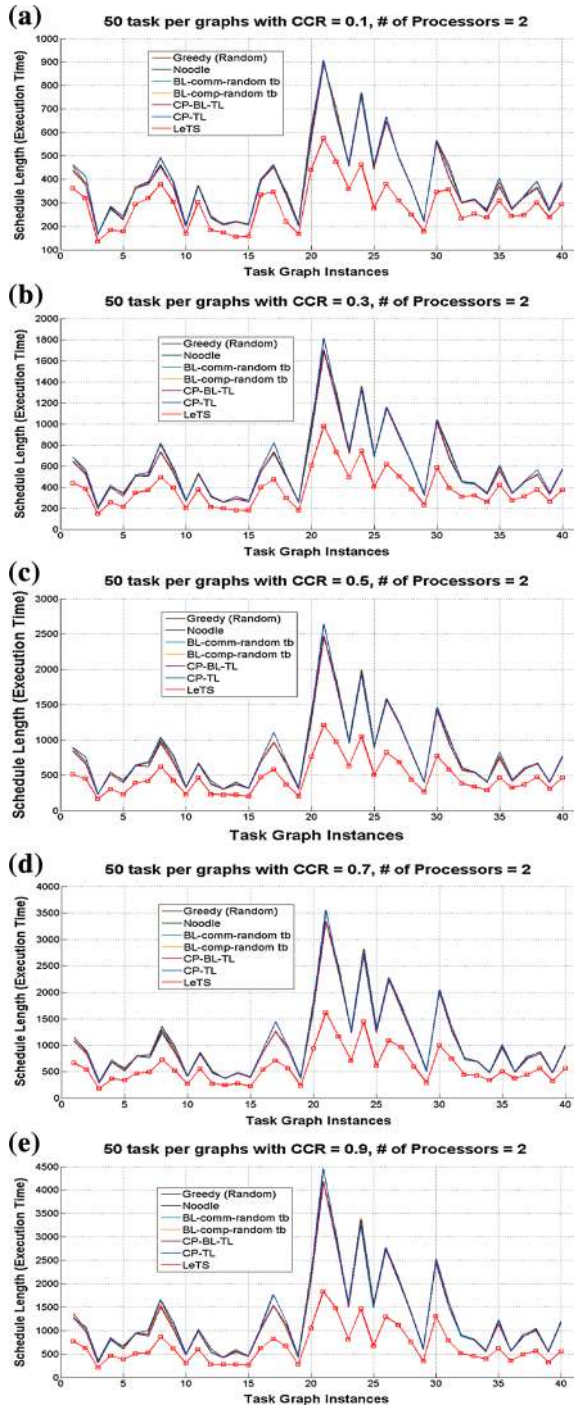 (a)
50 task per graphs with CCR = 0.1, # of Processors = 2
Schedule Length (Execution Time)
1000
900
800
700
600
500
400
300
200
100
Greedy (Random)
Noodle
BL-comm-random tb
BL-comp-random tb
CP-BL-TL
CP-TL
LeTS
0 5 10 15 20 25 30 35 40
Task Graph Instances
(b)
50 task per graphs with CCR = 0.3, # of Processors = 2
Schedule Length (Execution Time)
2000
1800
1600
1400
1200
1000
800
600
400
200
0
Greedy (Random)
Noodle
BL-comm-random tb
BL-comp-random tb
CP-BL-TL
CP-TL
LeTS
0 5 10 15 20 25 30 35 40
Task Graph Instances
(c)
50 task per graphs with CCR = 0.5, # of Processors = 2
Schedule Length (Execution Time)
3000
2500
2000
1500
1000
500
0
Greedy (Random)
Noodle
BL-comm-random tb
BL-comp-random tb
CP-BL-TL
CP-TL
LeTS
0 5 10 15 20 25 30 35 40
Task Graph Instances
(d)
50 task per graphs with CCR = 0.7, # of Processors = 2
Schedule Length (Execution Time)
4000
3500
3000
2500
2000
1500
1000
500
0
Greedy (Random)
Noodle
BL-comm-random tb
BL-comp-random tb
CP-BL-TL
CP-TL
LeTS
0 5 10 15 20 25 30 35 40
Task Graph Instances
(e)
50 task per graphs with CCR = 0.9, # of Processors = 2
Schedule Length (Execution Time)
4500
4000
3500
3000
2500
2000
1500
1000
500
0
Greedy (Random)
Noodle
BL-comm-random tb
BL-comp-random tb
CP-BL-TL
CP-TL
LeTS
0 5 10 15 20 25 30 35 40
Task Graph Instances